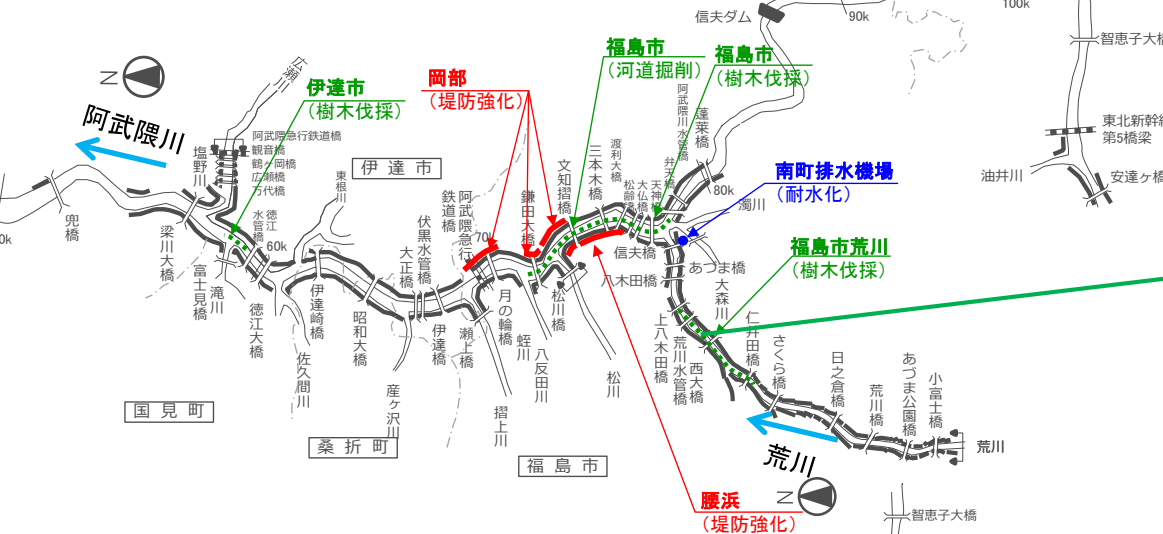 信夫ダム
90k
100k
智恵子大橋
東北新幹線
第5橋梁
油井川
安達ヶ橋
福島市
(河道掘削)
福島市
(樹木伐採)
岡部
(堤防強化)
伊達市
(樹木伐採)
N
阿武隈川
広瀬川
阿武隈急行鉄道橋
観音橋
鶴ヶ岡橋
広瀬橋
万代橋
塩野川
伊達市
東根川
阿武隈急行
鉄道橋
70k
鎌田大橋
文知摺橋
三本木橋
渡利大橋
松齢橋
大仏橋
天神橋
弁天橋
阿武隈川水管橋
蓬莱橋
80k
濁川
南町排水機場
(耐水化)
福島市荒川
(樹木伐採)
兜橋
0k
梁川大橋
富士見橋
滝川
徳江
水管橋
60k
徳江大橋
佐久間川
伊達崎橋
昭和大橋
産ヶ沢川
大正橋
伏黒水管橋
伊達橋
瀬上橋
摺上川
月の輪橋
蛭川
八反田川
松川橋
松川
信夫橋
八木田橋
あづま橋
大森川
上八木田橋
荒川水管橋
西大橋
仁井田橋
さくら橋
日之倉橋
荒川橋
あづま公園橋
小富士橋
荒川
荒川
N
国見町
桑折町
福島市
腰浜
(堤防強化)
智恵子大橋